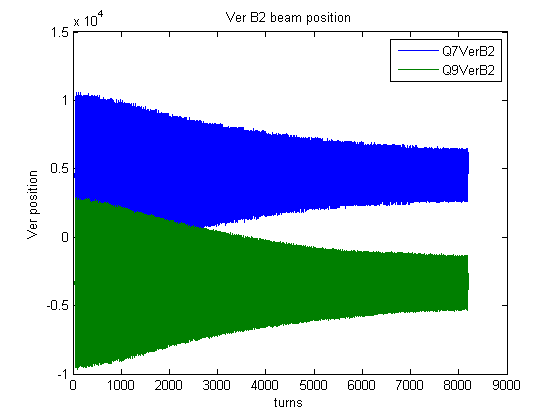 Ver B2 beam position
x 10^4
1.5
1
0.5
0
-0.5
-1
Ver position
Q7VerB2
Q9VerB2
0 1000 2000 3000 4000 5000 6000 7000 8000 9000
turns